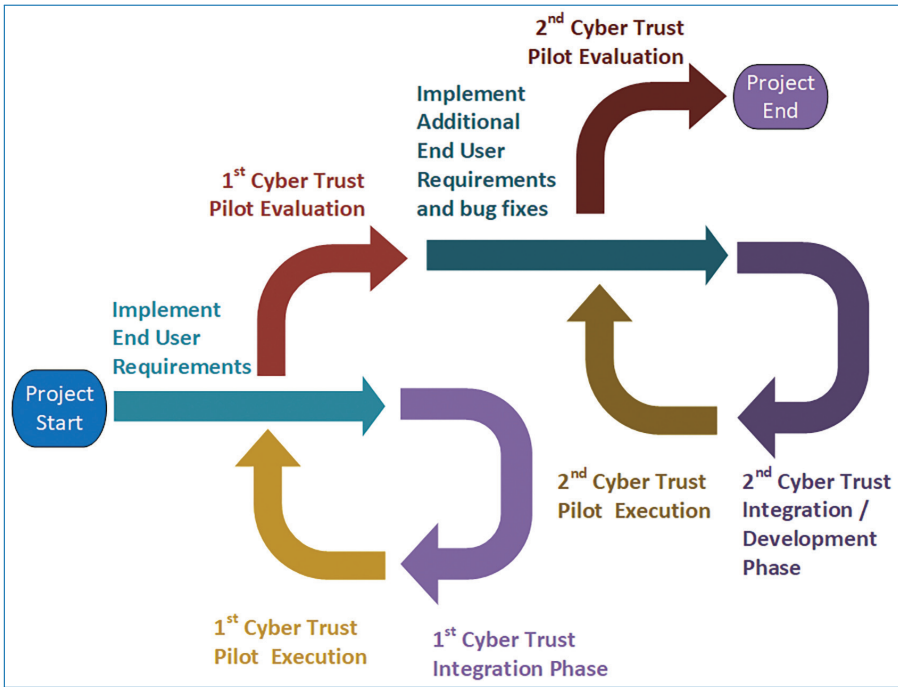 2nd Cyber Trust
Pilot Evaluation
Project
End
Implement
Additional
End User
Requirements
and bug fixes
1st Cyber Trust
Pilot Evaluation
Implement
End User
Requirements
Project
Start
2nd Cyber Trust
Pilot Execution
2nd Cyber Trust
Integration /
Development
Phase
1st Cyber Trust
Pilot Execution
1st Cyber Trust
Integration Phase